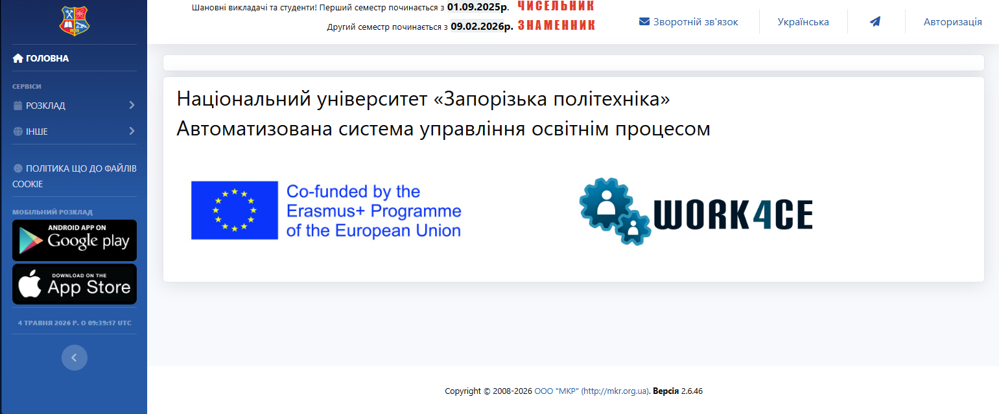 Шановні викладачі та студенти! Перший семестр починається з 01.09.2025р. ЧИСЕЛЬНИК
Другий семестр починається з 09.02.2026р. ЗНАМЕННИК
Зворотній зв'язок
Українська
Авторизація
ГОЛОВНА
СЕРВІСИ
РОЗКЛАД
ІНШЕ
ПОЛІТИКА ЩО ДО ФАЙЛІВ
COOKIE
МОБІЛЬНИЙ РОЗКЛАД
ANDROID APP ON
Google play
DOWNLOAD ON THE
App Store
4 ТРАВНЯ 2026 Р. О 09:39:17 UTC
Національний університет «Запорізька політехніка»
Автоматизована система управління освітнім процесом
Co-funded by the
Erasmus+ Programme
of the European Union
WORK4CE
Copyright © 2008-2026 ООО "МКР" (http://mkr.org.ua). Версія 2.6.46